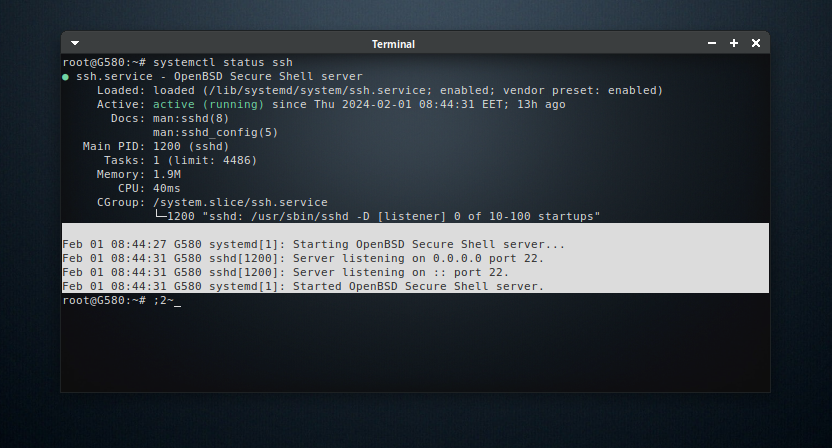 Terminal
root@G580:~# systemctl status ssh
● ssh.service - OpenBSD Secure Shell server
     Loaded: loaded (/lib/systemd/system/ssh.service; enabled; vendor preset: enabled)
     Active: active (running) since Thu 2024-02-01 08:44:31 EET; 13h ago
       Docs: man:sshd(8)
             man:sshd_config(5)
   Main PID: 1200 (sshd)
      Tasks: 1 (limit: 4486)
     Memory: 1.9M
        CPU: 40ms
     CGroup: /system.slice/ssh.service
             └─1200 "sshd: /usr/sbin/sshd -D [listener] 0 of 10-100 startups"
Feb 01 08:44:27 G580 systemd[1]: Starting OpenBSD Secure Shell server...
Feb 01 08:44:31 G580 sshd[1200]: Server listening on 0.0.0.0 port 22.
Feb 01 08:44:31 G580 sshd[1200]: Server listening on :: port 22.
Feb 01 08:44:31 G580 systemd[1]: Started OpenBSD Secure Shell server.
root@G580:~# ;2~_